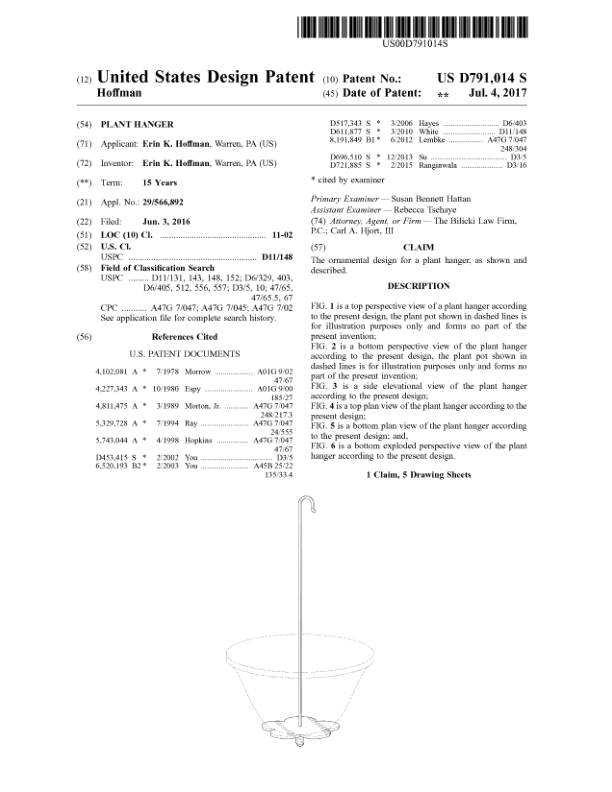 US00D791014S
(12) United States Design Patent (10) Patent No.: US D791,014 S
Hoffman (45) Date of Patent: ** Jul. 4, 2017
(54) PLANT HANGER
(71) Applicant: Erin K. Hoffman, Warren, PA (US)
(72) Inventor: Erin K. Hoffman, Warren, PA (US)
(**) Term: 15 Years
(21) Appl. No.: 29/566,892
(22) Filed: Jun. 3, 2016
(51) LOC (10) Cl. ................................................ 11-02
(52) U.S. Cl.
USPC .......................................................... D11/148
(58) Field of Classification Search
USPC ......... D11/131, 143, 148, 152; D6/329, 403,
D6/405, 512, 556, 557; D3/5, 10; 47/65,
47/65.5, 67
CPC ........... A47G 7/047; A47G 7/045; A47G 7/02
See application file for complete search history.
(56) References Cited
U.S. PATENT DOCUMENTS
4,102,081 A * 7/1978 Morrow .................. A01G 9/02
47/67
4,227,343 A * 10/1980 Espy ...................... A01G 9/00
185/27
4,811,475 A * 3/1989 Morton, Jr. ............ A47G 7/047
248/217.3
5,329,728 A * 7/1994 Ray ...................... A47G 7/047
24/555
5,743,044 A * 4/1998 Hopkins ................ A47G 7/047
47/67
D453,415 S * 2/2002 You ............................... D3/5
6,520,193 B2 * 2/2003 You ...................... A45B 25/22
135/33.4
D517,343 S * 3/2006 Hayes ......................... D6/403
D611,877 S * 3/2010 White ........................ D11/148
8,191,849 B1 * 6/2012 Lembke ................ A47G 7/047
248/304
D696,510 S * 12/2013 Su ................................. D3/5
D721,885 S * 2/2015 Ranginwala .................. D3/16
* cited by examiner
Primary Examiner — Susan Bennett Hattan
Assistant Examiner — Rebecca Tsehaye
(74) Attorney, Agent, or Firm — The Bilicki Law Firm,
P.C.; Carl A. Hjort, III
(57) CLAIM
The ornamental design for a plant hanger, as shown and
described.
DESCRIPTION
FIG. 1 is a top perspective view of a plant hanger according
to the present design, the plant pot shown in dashed lines is
for illustration purposes only and forms no part of the
present invention;
FIG. 2 is a bottom perspective view of the plant hanger
according to the present design, the plant pot shown in
dashed lines is for illustration purposes only and forms no
part of the present invention;
FIG. 3 is a side elevational view of the plant hanger
according to the present design;
FIG. 4 is a top plan view of the plant hanger according to the
present design;
FIG. 5 is a bottom plan view of the plant hanger according
to the present design; and,
FIG. 6 is a bottom exploded perspective view of the plant
hanger according to the present design.
1 Claim, 5 Drawing Sheets